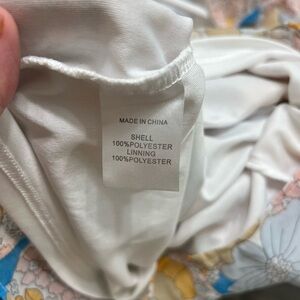 MADE IN CHINA
SHELL
100%POLYESTER
LINNING
100%POLYESTER